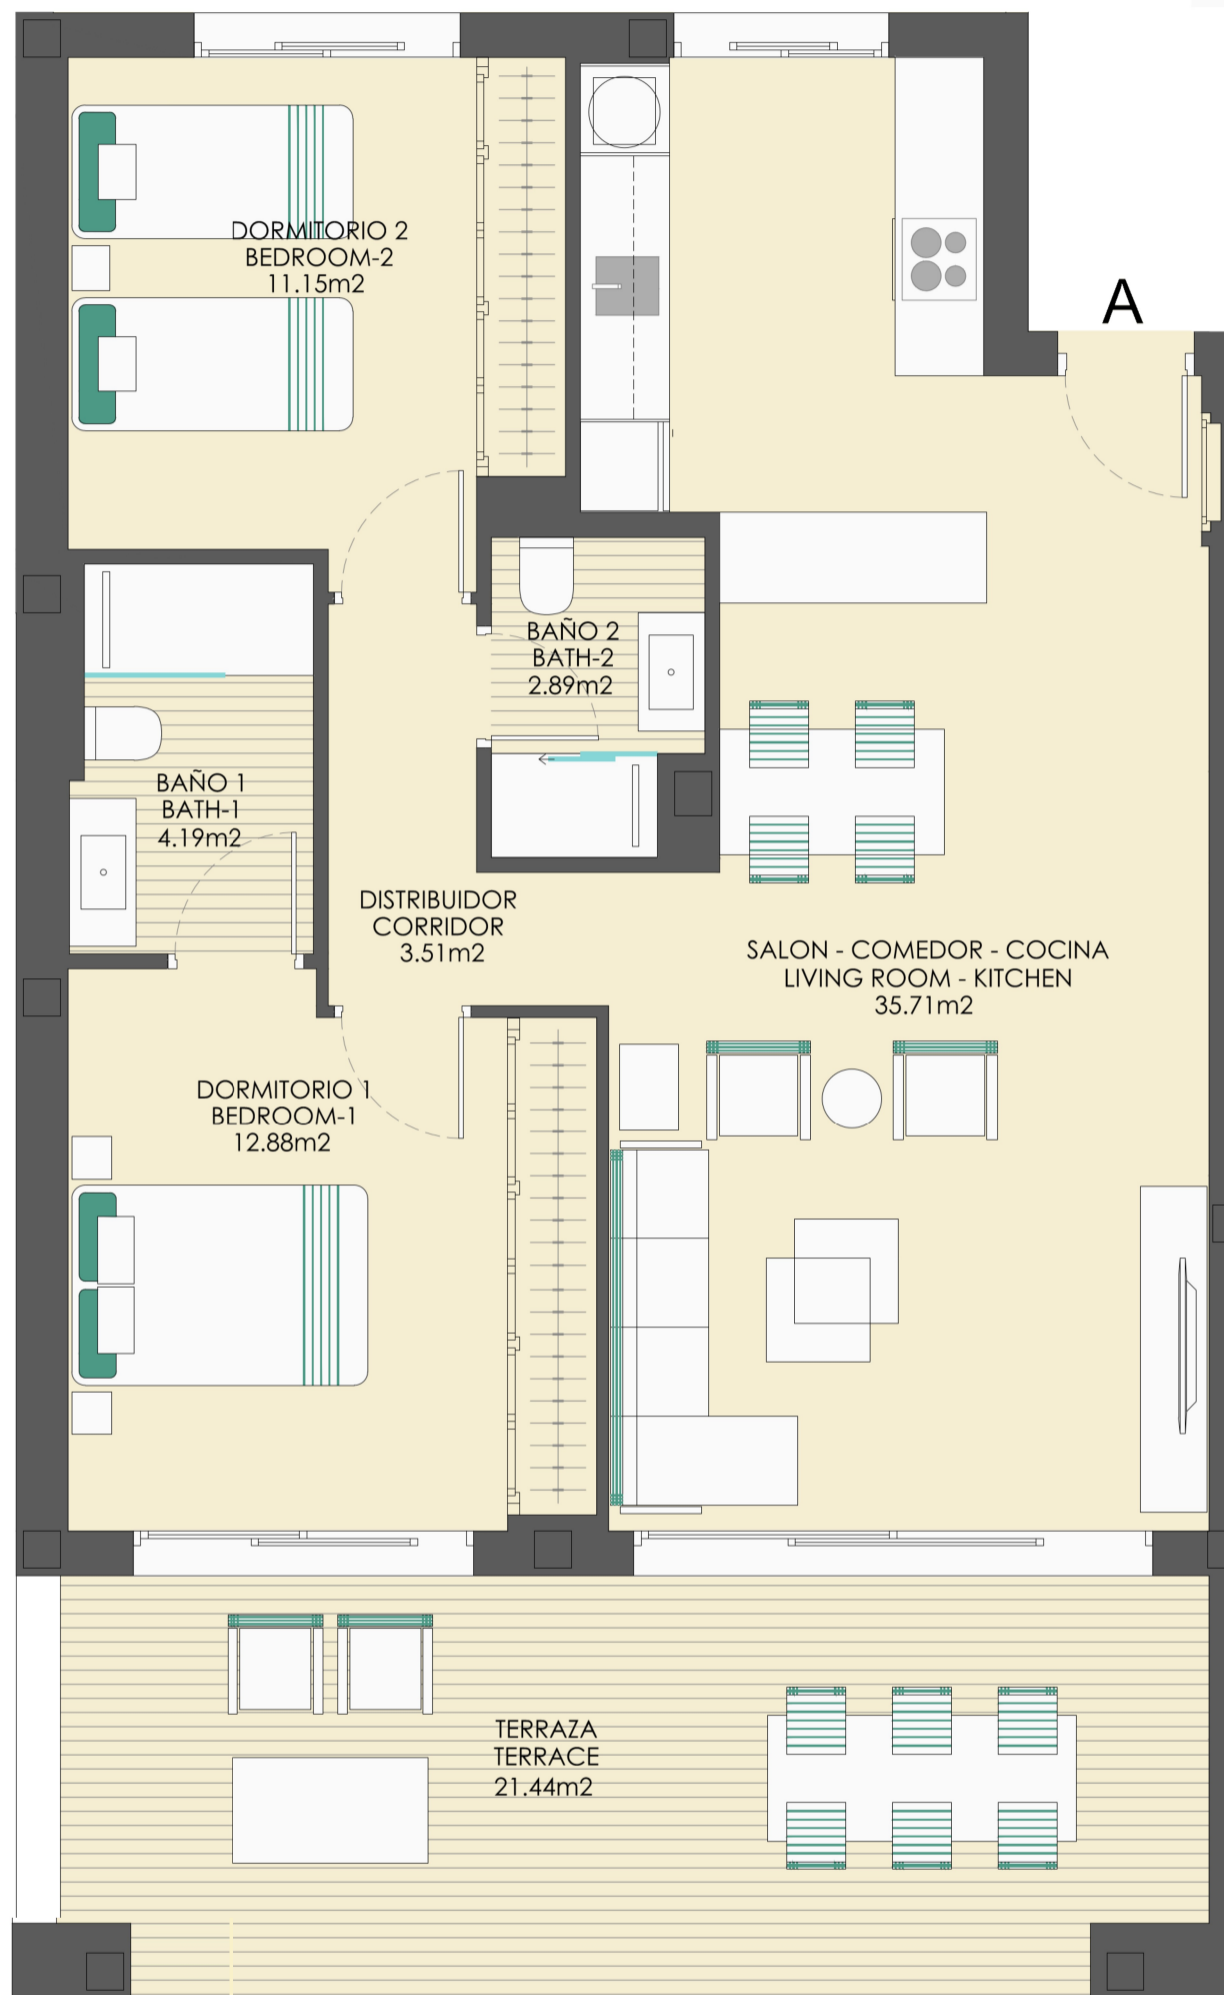 DORMITORIO 2
BEDROOM-2
11.15m2
A
BAÑO 2
BATH-2
2.89m2
BAÑO 1
BATH-1
4.19m2
DISTRIBUIDOR
CORRIDOR
3.51m2
SALON - COMEDOR - COCINA
LIVING ROOM - KITCHEN
35.71m2
DORMITORIO 1
BEDROOM-1
12.88m2
TERRAZA
TERRACE
21.44m2